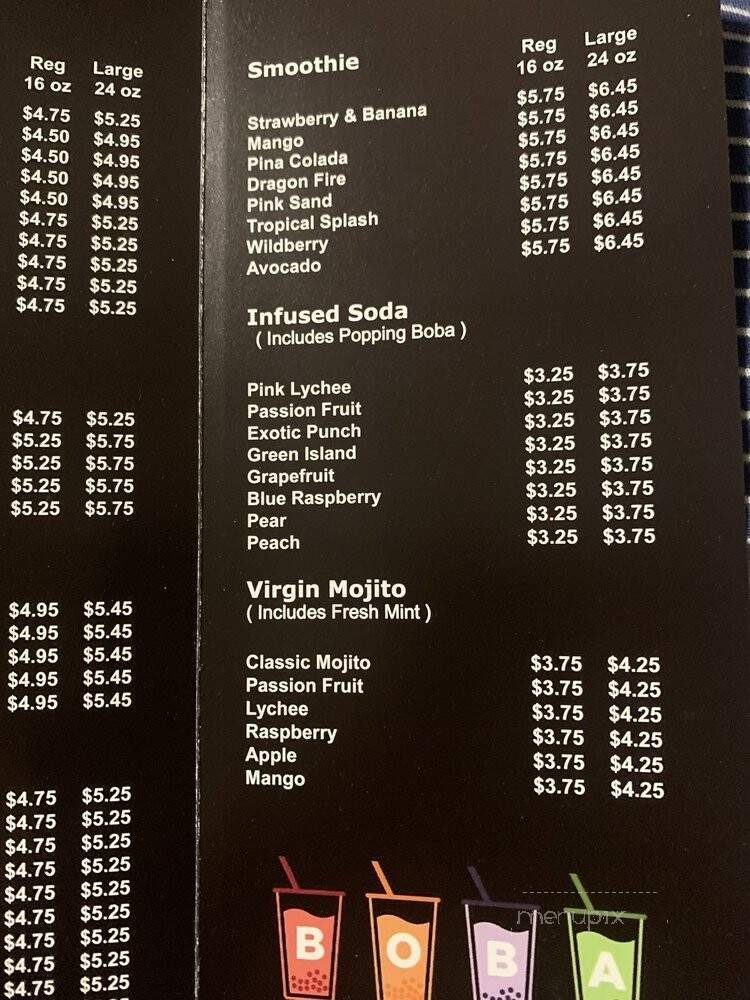 Reg Large
16 oz 24 oz
$4.75 $5.25
$4.50 $4.95
$4.50 $4.95
$4.50 $4.95
$4.50 $4.95
$4.75 $5.25
$4.75 $5.25
$4.75 $5.25
$4.75 $5.25
$4.75 $5.25
$4.75 $5.25
$5.25 $5.75
$5.25 $5.75
$5.25 $5.75
$5.25 $5.75
$4.95 $5.45
$4.95 $5.45
$4.95 $5.45
$4.95 $5.45
$4.95 $5.45
$4.75 $5.25
$4.75 $5.25
$4.75 $5.25
$4.75 $5.25
$4.75 $5.25
$4.75 $5.25
$4.75 $5.25
$4.75 $5.25
$4.75 $5.25
Smoothie Reg Large
16 oz 24 oz
Strawberry & Banana $5.75 $6.45
Mango $5.75 $6.45
Pina Colada $5.75 $6.45
Dragon Fire $5.75 $6.45
Pink Sand $5.75 $6.45
Tropical Splash $5.75 $6.45
Wildberry $5.75 $6.45
Avocado $5.75 $6.45
Infused Soda
( Includes Popping Boba )
Pink Lychee $3.25 $3.75
Passion Fruit $3.25 $3.75
Exotic Punch $3.25 $3.75
Green Island $3.25 $3.75
Grapefruit $3.25 $3.75
Blue Raspberry $3.25 $3.75
Pear $3.25 $3.75
Peach $3.25 $3.75
Virgin Mojito
( Includes Fresh Mint )
Classic Mojito $3.75 $4.25
Passion Fruit $3.75 $4.25
Lychee $3.75 $4.25
Raspberry $3.75 $4.25
Apple $3.75 $4.25
Mango $3.75 $4.25
menupix
B O B A